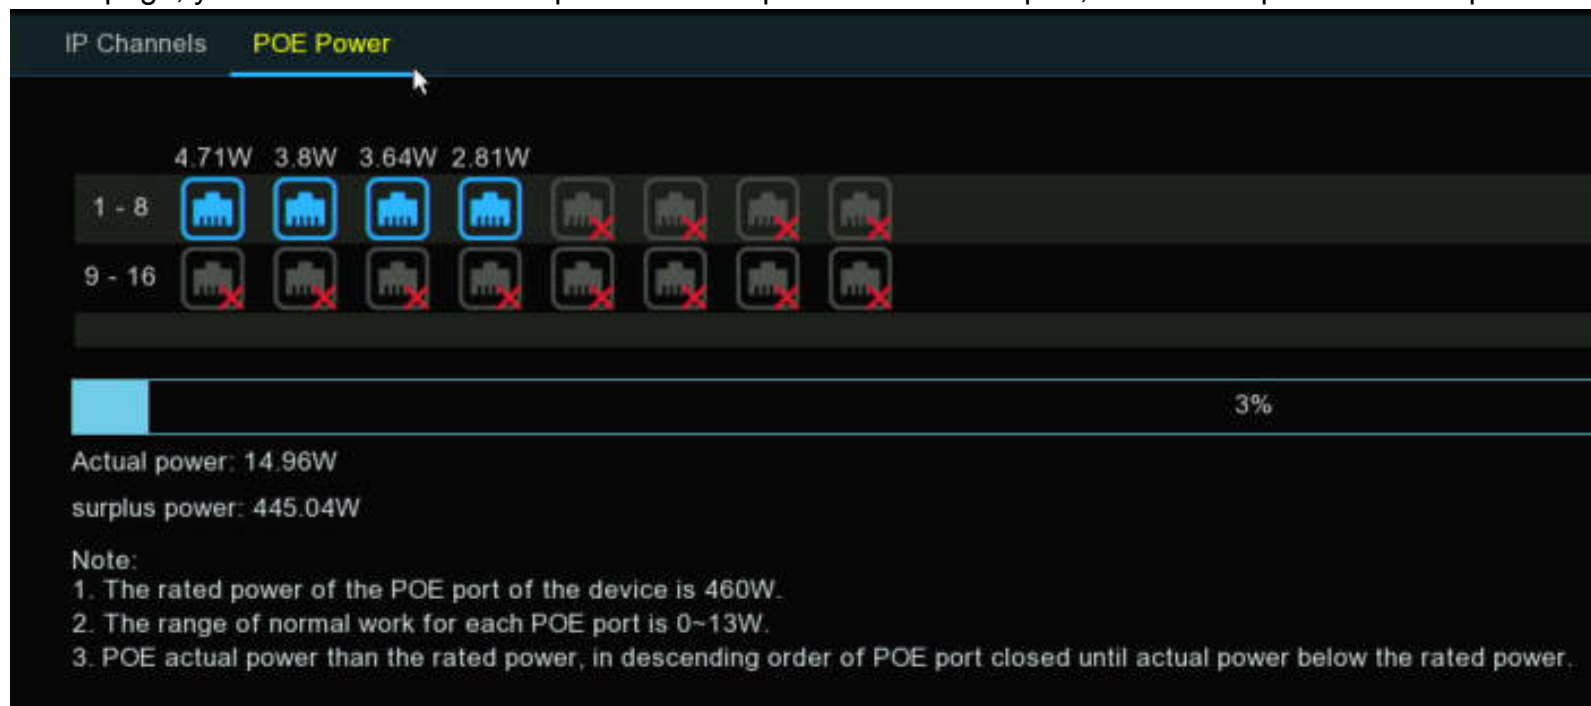 IP Channels POE Power
4.71W 3.8W 3.64W 2.81W
1 - 8
9 - 16
3%
Actual power: 14.96W
surplus power: 445.04W
Note:
1. The rated power of the POE port of the device is 460W.
2. The range of normal work for each POE port is 0~13W.
3. POE actual power than the rated power, in descending order of POE port closed until actual power below the rated power.